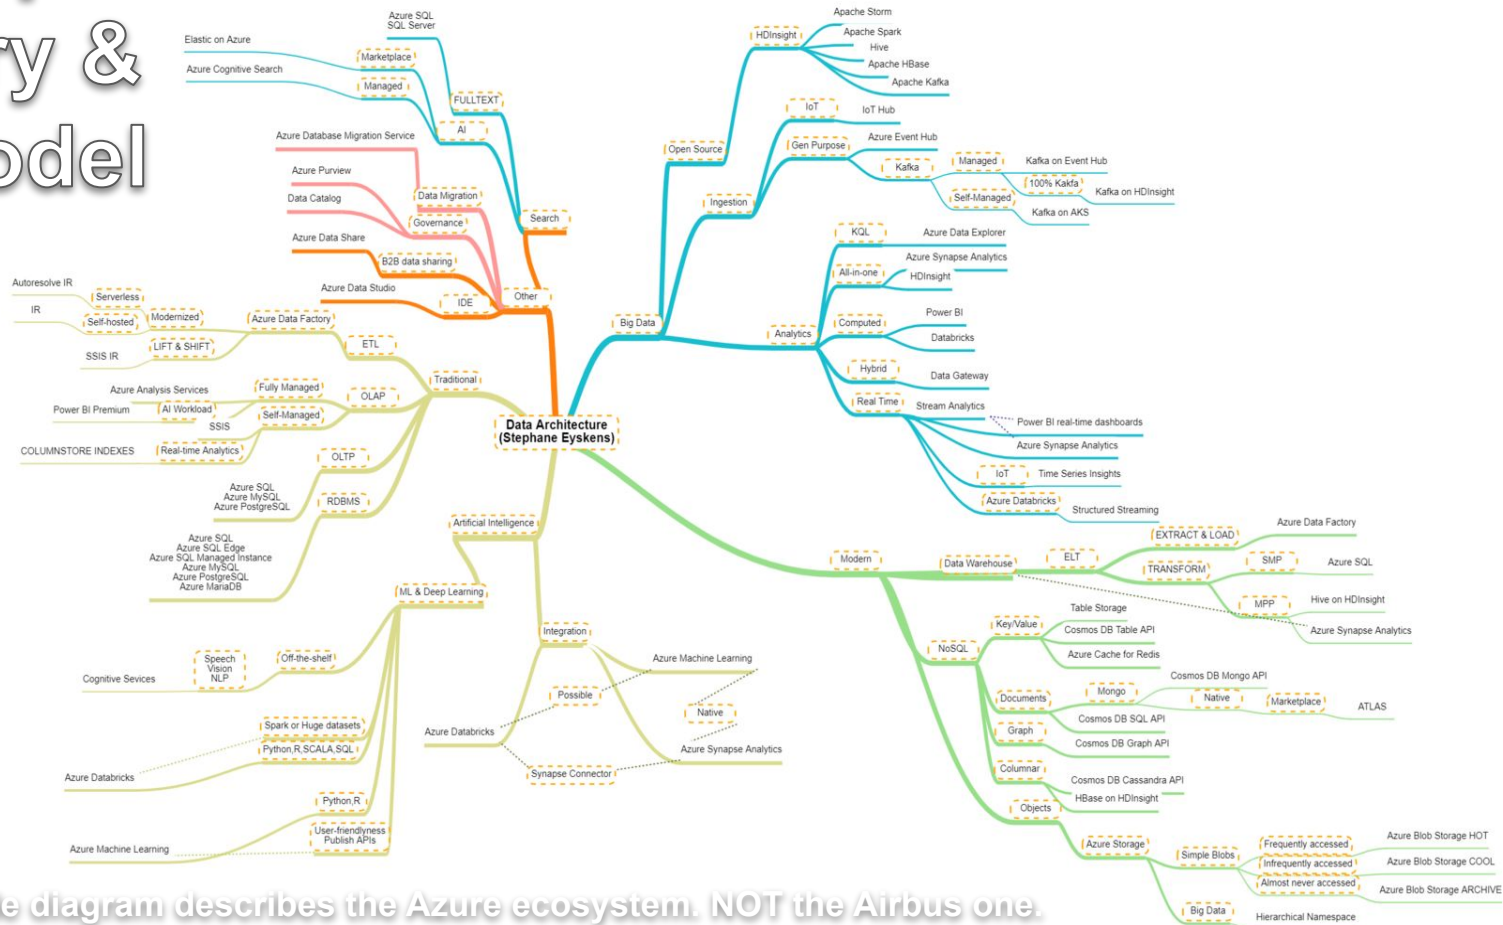 ry &
odel
Azure SQL
SQL Server
Elastic on Azure
Marketplace
Azure Cognitive Search
Managed
FULLTEXT
AI
Azure Database Migration Service
Azure Purview
Data Catalog
Data Migration
Governance
Search
Azure Data Share
B2B data sharing
Azure Data Studio
IDE
Other
Autoresolve IR
Serverless
IR
Self-hosted
Modernized
Azure Data Factory
SSIS IR
LIFT & SHIFT
ETL
Traditional
Azure Analysis Services
Fully Managed
OLAP
Power BI Premium
AI Workload
Self-Managed
SSIS
COLUMNSTORE INDEXES
Real-time Analytics
OLTP
Azure SQL
Azure MySQL
Azure PostgreSQL
RDBMS
Azure SQL
Azure SQL Edge
Azure SQL Managed Instance
Azure MySQL
Azure PostgreSQL
Azure MariaDB
Data Architecture
(Stephane Eyskens)
Big Data
Open Source
HDInsight
Apache Storm
Apache Spark
Hive
Apache HBase
Apache Kafka
Ingestion
IoT
IoT Hub
Gen Purpose
Azure Event Hub
Kafka
Managed
Kafka on Event Hub
100% Kakfa
Kafka on HDInsight
Self-Managed
Kafka on AKS
Analytics
KQL
Azure Data Explorer
All-in-one
Azure Synapse Analytics
HDInsight
Computed
Power BI
Databricks
Hybrid
Data Gateway
Real Time
Stream Analytics
Power BI real-time dashboards
Azure Synapse Analytics
IoT
Time Series Insights
Azure Databricks
Structured Streaming
Artificial Intelligence
ML & Deep Learning
Off-the-shelf
Speech
Vision
NLP
Cognitive Sevices
Spark or Huge datasets
Python,R,SCALA,SQL
Azure Databricks
Python,R
User-friendlyness
Publish APIs
Azure Machine Learning
Integration
Azure Machine Learning
Possible
Native
Azure Databricks
Azure Synapse Analytics
Synapse Connector
Modern
Data Warehouse
ELT
EXTRACT & LOAD
Azure Data Factory
TRANSFORM
SMP
Azure SQL
MPP
Hive on HDInsight
Azure Synapse Analytics
NoSQL
Key/Value
Table Storage
Cosmos DB Table API
Azure Cache for Redis
Documents
Mongo
Cosmos DB Mongo API
Native
Marketplace
ATLAS
Cosmos DB SQL API
Graph
Cosmos DB Graph API
Columnar
Cosmos DB Cassandra API
HBase on HDInsight
Objects
Azure Storage
Simple Blobs
Frequently accessed
Azure Blob Storage HOT
Infrequently accessed
Azure Blob Storage COOL
Almost never accessed
Azure Blob Storage ARCHIVE
Big Data
Hierarchical Namespace
e diagram describes the Azure ecosystem. NOT the Airbus one.